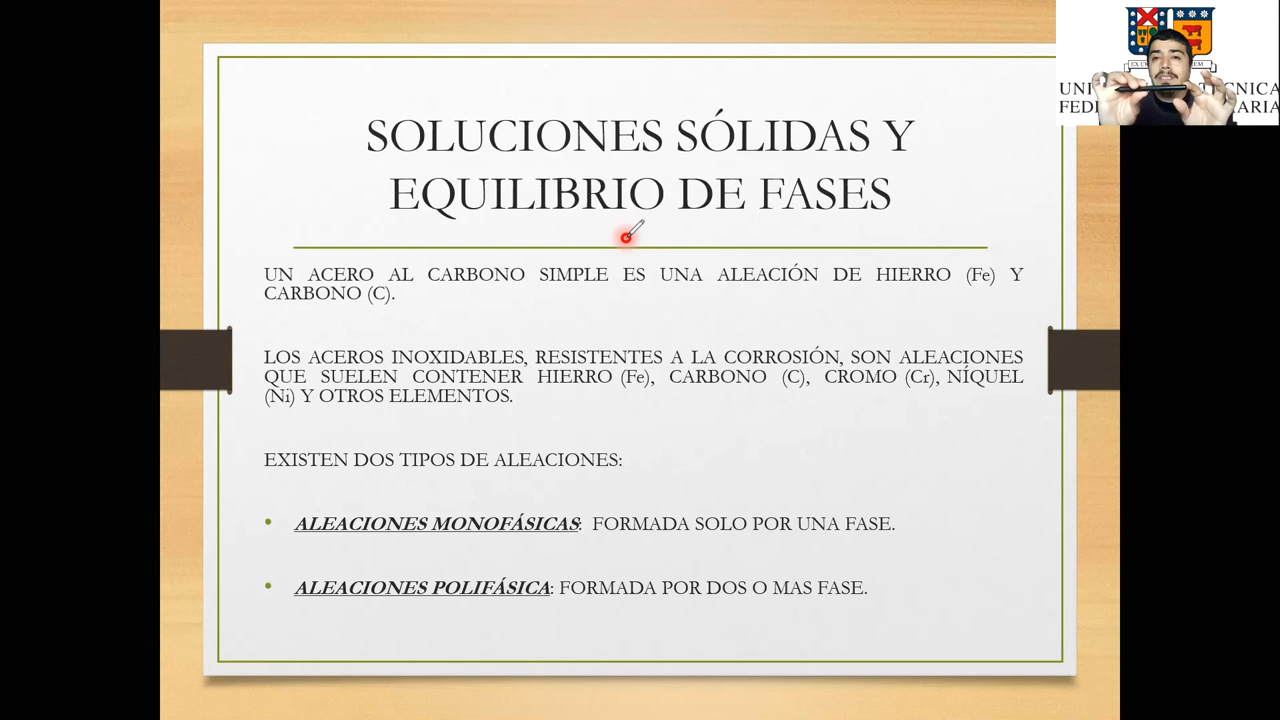 SOLUCIONES SÓLIDAS Y
EQUILIBRIO DE FASES
UN ACERO AL CARBONO SIMPLE ES UNA ALEACIÓN DE HIERRO (Fe) Y
CARBONO (C).
LOS ACEROS INOXIDABLES, RESISTENTES A LA CORROSIÓN, SON ALEACIONES
QUE SUELEN CONTENER HIERRO (Fe), CARBONO (C), CROMO (Cr), NÍQUEL
(Ni) Y OTROS ELEMENTOS.
EXISTEN DOS TIPOS DE ALEACIONES:
• ALEACIONES MONOFÁSICAS: FORMADA SOLO POR UNA FASE.
• ALEACIONES POLIFÁSICA: FORMADA POR DOS O MAS FASE.